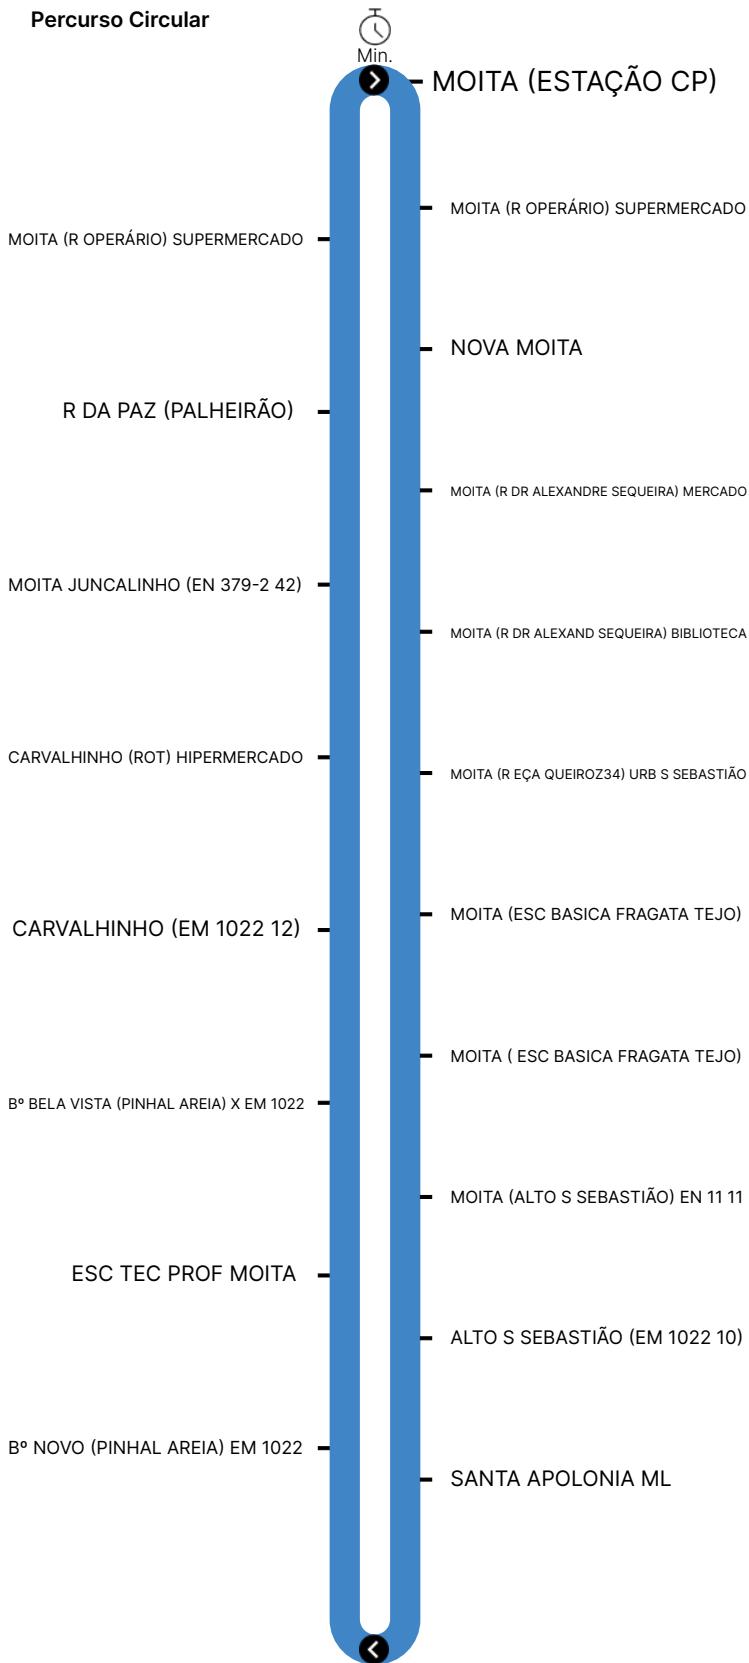 Percurso Circular
Min.
MOITA (ESTAÇÃO CP)
MOITA (R OPERÁRIO) SUPERMERCADO
NOVA MOITA
MOITA (R DR ALEXANDRE SEQUEIRA) MERCADO
MOITA (R DR ALEXAND SEQUEIRA) BIBLIOTECA
MOITA (R EÇA QUEIROZ34) URB S SEBASTIÃO
MOITA (ESC BASICA FRAGATA TEJO)
MOITA ( ESC BASICA FRAGATA TEJO)
MOITA (ALTO S SEBASTIÃO) EN 11 11
ALTO S SEBASTIÃO (EM 1022 10)
SANTA APOLONIA ML
MOITA (R OPERÁRIO) SUPERMERCADO
R DA PAZ (PALHEIRÃO)
MOITA JUNCALINHO (EN 379-2 42)
CARVALHINHO (ROT) HIPERMERCADO
CARVALHINHO (EM 1022 12)
Bº BELA VISTA (PINHAL AREIA) X EM 1022
ESC TEC PROF MOITA
Bº NOVO (PINHAL AREIA) EM 1022